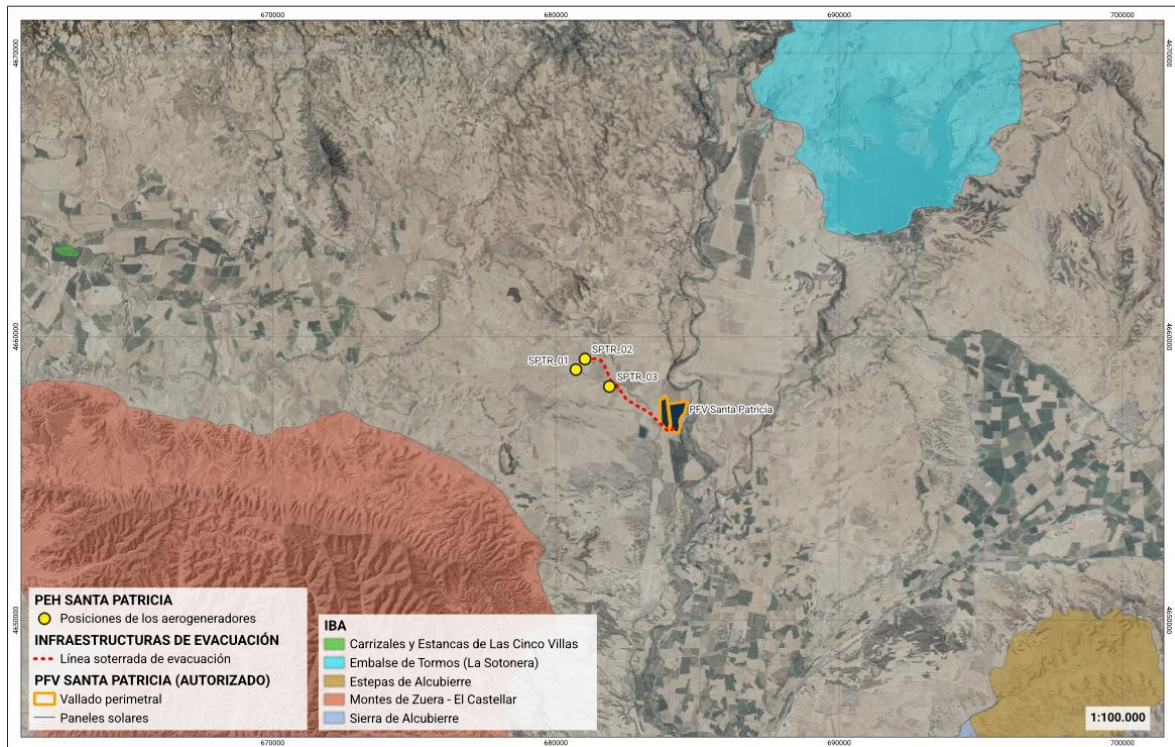 670000
680000
690000
700000
4670000
4670000
4660000
4660000
SPTR_01
SPTR_02
SPTR_03
PFV Santa Patricia
4650000
4650000
PEH SANTA PATRICIA
Posiciones de los aerogeneradores
INFRAESTRUCTURAS DE EVACUACIÓN
Línea soterrada de evacuación
PFV SANTA PATRICIA (AUTORIZADO)
Vallado perimetral
Paneles solares
IBA
Carrizales y Estancas de Las Cinco Villas
Embalse de Tormos (La Sotonera)
Estepas de Alcubierre
Montes de Zuera - El Castellar
Sierra de Alcubierre
1:100.000
670000
680000
690000
700000